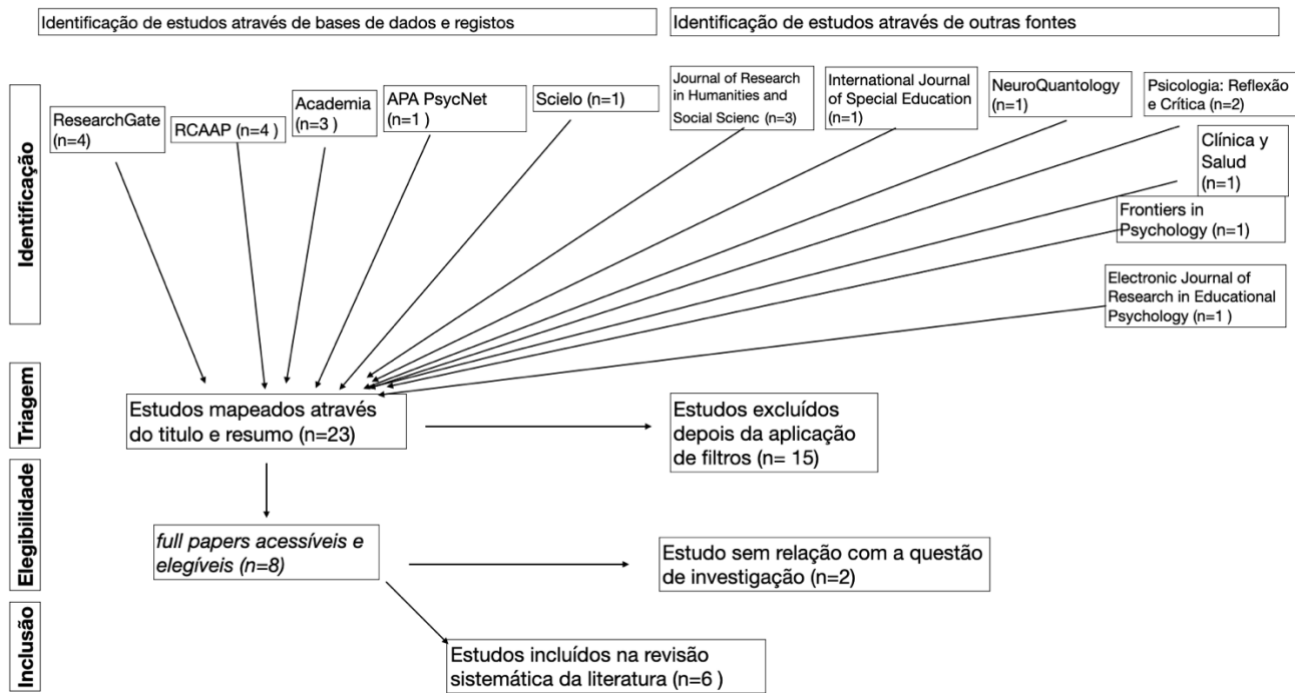 Identificação de estudos através de bases de dados e registos
Identificação de estudos através de outras fontes
Identificação
ResearchGate
(n=4)
RCAAP (n=4 )
Academia
(n=3 )
APA PsycNet
(n=1 )
Scielo (n=1)
Journal of Research
in Humanities and
Social Scienc (n=3)
International Journal
of Special Education
(n=1)
NeuroQuantology
(n=1)
Psicologia: Reflexão
e Crítica (n=2)
Clínica y
Salud
(n=1)
Frontiers in
Psychology (n=1)
Electronic Journal of
Research in Educational
Psychology (n=1 )
Triagem
Estudos mapeados através
do titulo e resumo (n=23)
Estudos excluídos
depois da aplicação
de filtros (n= 15)
Elegibilidade
full papers acessíveis e
elegíveis (n=8)
Estudo sem relação com a questão
de investigação (n=2)
Inclusão
Estudos incluídos na revisão
sistemática da literatura (n=6 )